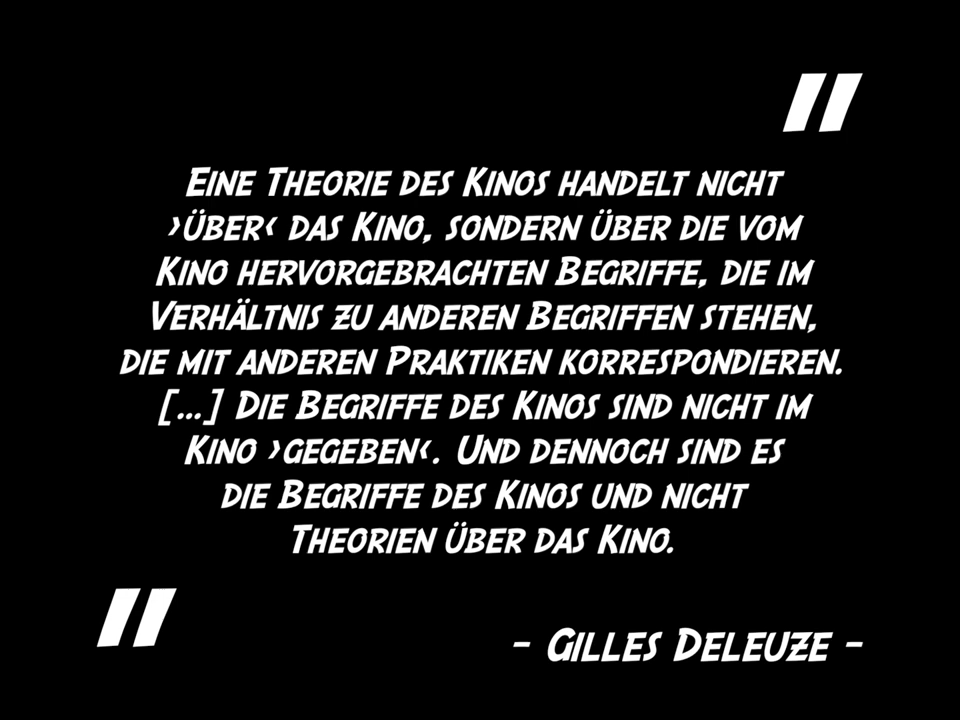 "
Eine Theorie des Kinos handelt nicht
›über‹ das Kino, sondern über die vom
Kino hervorgebrachten Begriffe, die im
Verhältnis zu anderen Begriffen stehen,
die mit anderen Praktiken korrespondieren.
[...] Die Begriffe des Kinos sind nicht im
Kino ›gegeben‹. Und dennoch sind es
die Begriffe des Kinos und nicht
Theorien über das Kino.
"
- Gilles Deleuze -